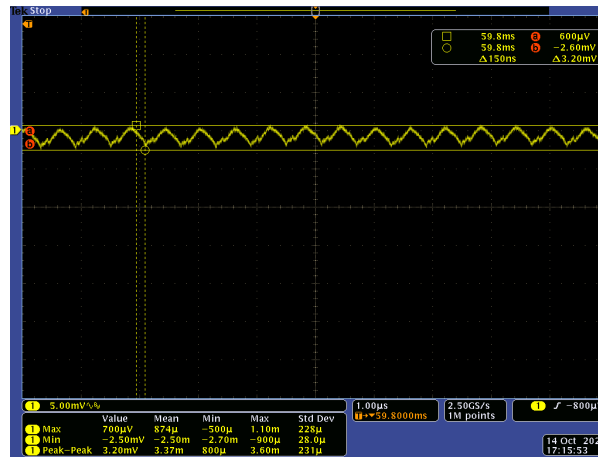 Tek Stop
T
59.8ms a 600µV
59.8ms b −2.60mV
Δ150ns Δ3.20mV
1 a
b
1 5.00mV
1.00µs
T→▼59.8000ms
2.50GS/s
1M points
1 −800µ
Value Mean Min Max Std Dev
1 Max 700µV 874µ −500µ 1.10m 228µ
1 Min −2.50mV −2.50m −2.70m −900µ 28.0µ
1 Peak–Peak 3.20mV 3.37m 800µ 3.60m 231µ
14 Oct 202
17:15:53